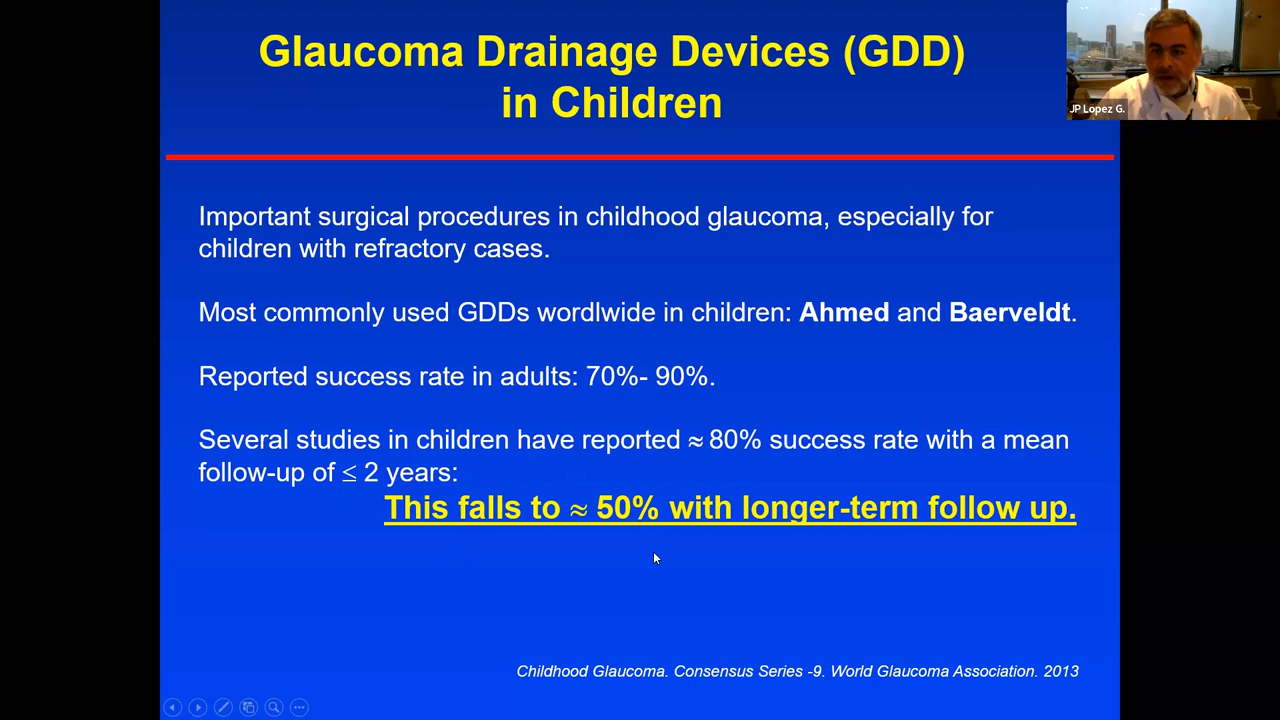 Glaucoma Drainage Devices (GDD)
in Children
JP Lopez G.
Important surgical procedures in childhood glaucoma, especially for
children with refractory cases.
Most commonly used GDDs wordlwide in children: Ahmed and Baerveldt.
Reported success rate in adults: 70%- 90%.
Several studies in children have reported ≈ 80% success rate with a mean
follow-up of ≤ 2 years:
This falls to ≈ 50% with longer-term follow up.
Childhood Glaucoma. Consensus Series -9. World Glaucoma Association. 2013